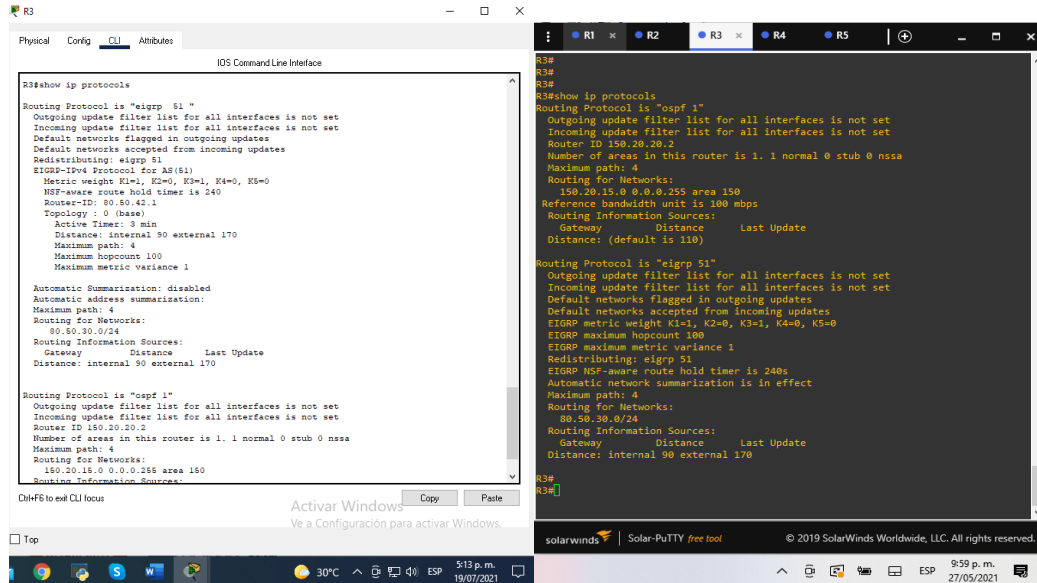 R3
Physical Config CLI Attributes
IOS Command Line Interface
R3#show ip protocols
Routing Protocol is "eigrp  51 "
Outgoing update filter list for all interfaces is not set
Incoming update filter list for all interfaces is not set
Default networks flagged in outgoing updates
Default networks accepted from incoming updates
Redistributing: eigrp 51
EIGRP-IPv4 Protocol for AS(51)
Metric weight K1=1, K2=0, K3=1, K4=0, K5=0
NSF-aware route hold timer is 240
Router-ID: 80.50.42.1
Topology : 0 (base)
Active Timer: 3 min
Distance: internal 90 external 170
Maximum path: 4
Maximum hopcount 100
Maximum metric variance 1
Automatic Summarization: disabled
Automatic address summarization:
Maximum path: 4
Routing for Networks:
80.50.30.0/24
Routing Information Sources:
Gateway Distance Last Update
Distance: internal 90 external 170
Routing Protocol is "ospf 1"
Outgoing update filter list for all interfaces is not set
Incoming update filter list for all interfaces is not set
Router ID 150.20.20.2
Number of areas in this router is 1. 1 normal 0 stub 0 nssa
Maximum path: 4
Routing for Networks:
150.20.15.0 0.0.0.255 area 150
Routing Information Sources:
Ctrl+F6 to exit CLI focus
Copy Paste
Activar Windows
Ve a Configuración para activar Windows.
Top
30°C ESP 5:13 p. m.
19/07/2021
R1 R2 R3 R4 R5
R3#
R3#
R3#
R3#show ip protocols
Routing Protocol is "ospf 1"
Outgoing update filter list for all interfaces is not set
Incoming update filter list for all interfaces is not set
Router ID 150.20.20.2
Number of areas in this router is 1. 1 normal 0 stub 0 nssa
Maximum path: 4
Routing for Networks:
150.20.15.0 0.0.0.255 area 150
Reference bandwidth unit is 100 mbps
Routing Information Sources:
Gateway Distance Last Update
Distance: (default is 110)
Routing Protocol is "eigrp 51"
Outgoing update filter list for all interfaces is not set
Incoming update filter list for all interfaces is not set
Default networks flagged in outgoing updates
Default networks accepted from incoming updates
EIGRP metric weight K1=1, K2=0, K3=1, K4=0, K5=0
EIGRP maximum hopcount 100
EIGRP maximum metric variance 1
Redistributing: eigrp 51
EIGRP NSF-aware route hold timer is 240s
Automatic network summarization is in effect
Maximum path: 4
Routing for Networks:
80.50.30.0/24
Routing Information Sources:
Gateway Distance Last Update
Distance: internal 90 external 170
R3#
R3#
solarwinds Solar-PuTTY free tool © 2019 SolarWinds Worldwide, LLC. All rights reserved.
ESP 9:59 p. m.
27/05/2021